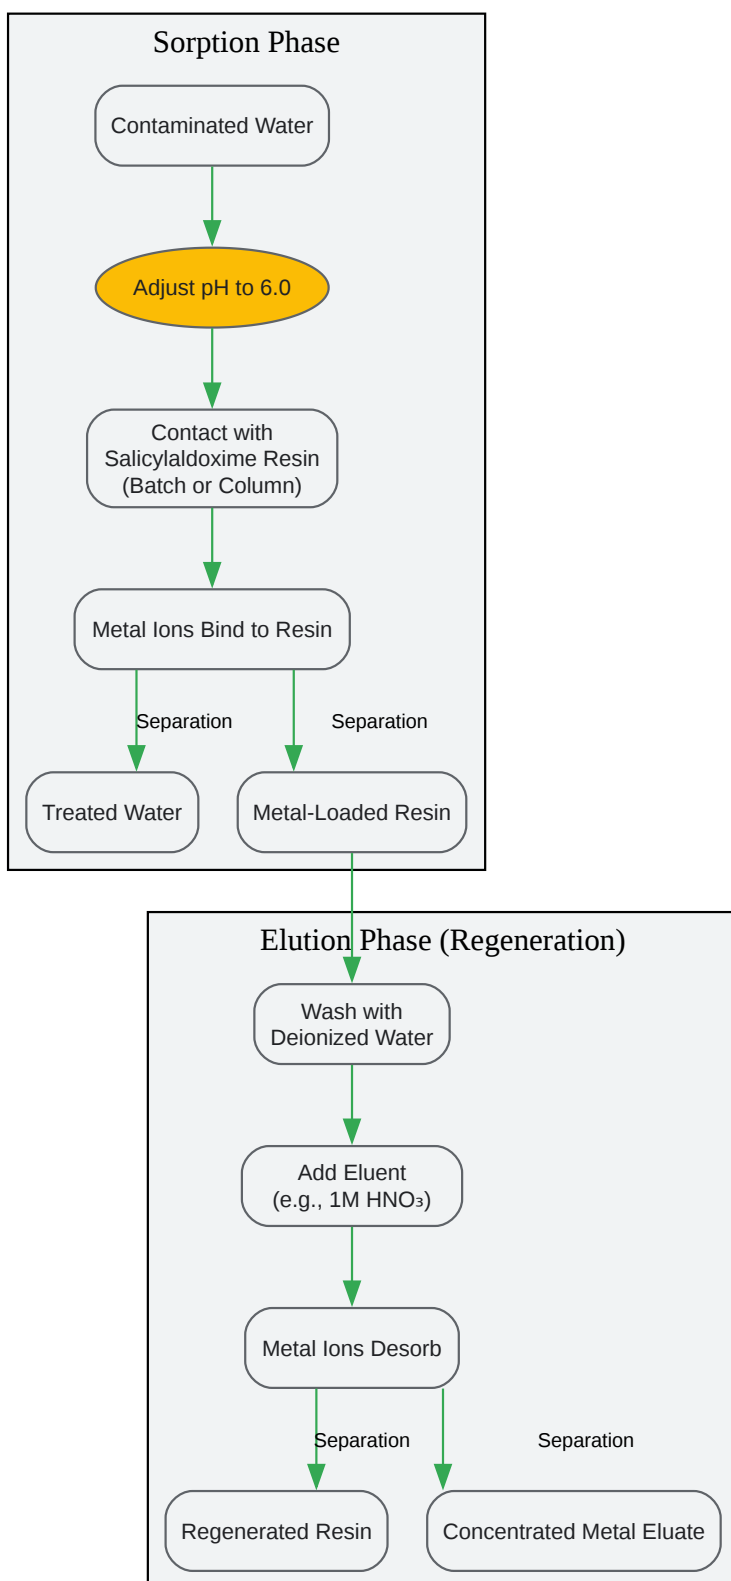 Sorption Phase
Contaminated Water
Adjust pH to 6.0
Contact with
Salicylaldoxime Resin
(Batch or Column)
Metal Ions Bind to Resin
Separation
Separation
Treated Water
Metal-Loaded Resin
Elution Phase (Regeneration)
Wash with
Deionized Water
Add Eluent
(e.g., 1M HNO₃)
Metal Ions Desorb
Separation
Separation
Regenerated Resin
Concentrated Metal Eluate